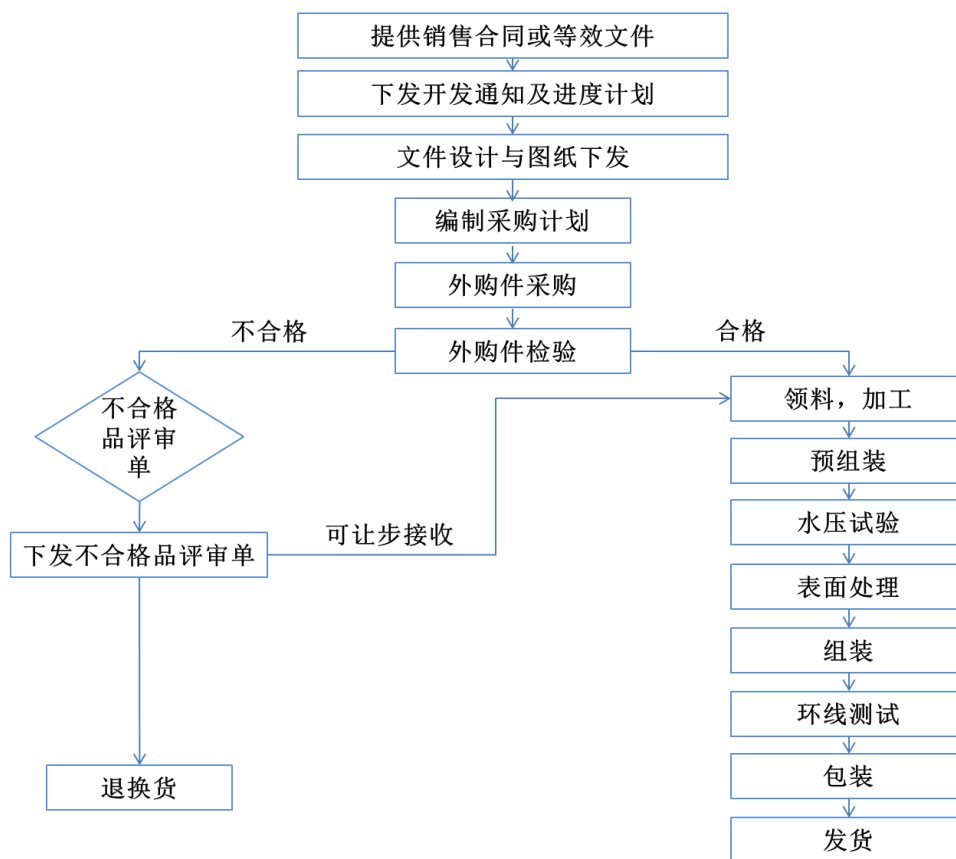 提供销售合同或等效文件
下发开发通知及进度计划
文件设计与图纸下发
编制采购计划
外购件采购
不合格
外购件检验
合格
不合格
品评审
单
领料，加工
预组装
水压试验
下发不合格品评审单
可让步接收
表面处理
组装
环线测试
退换货
包装
发货